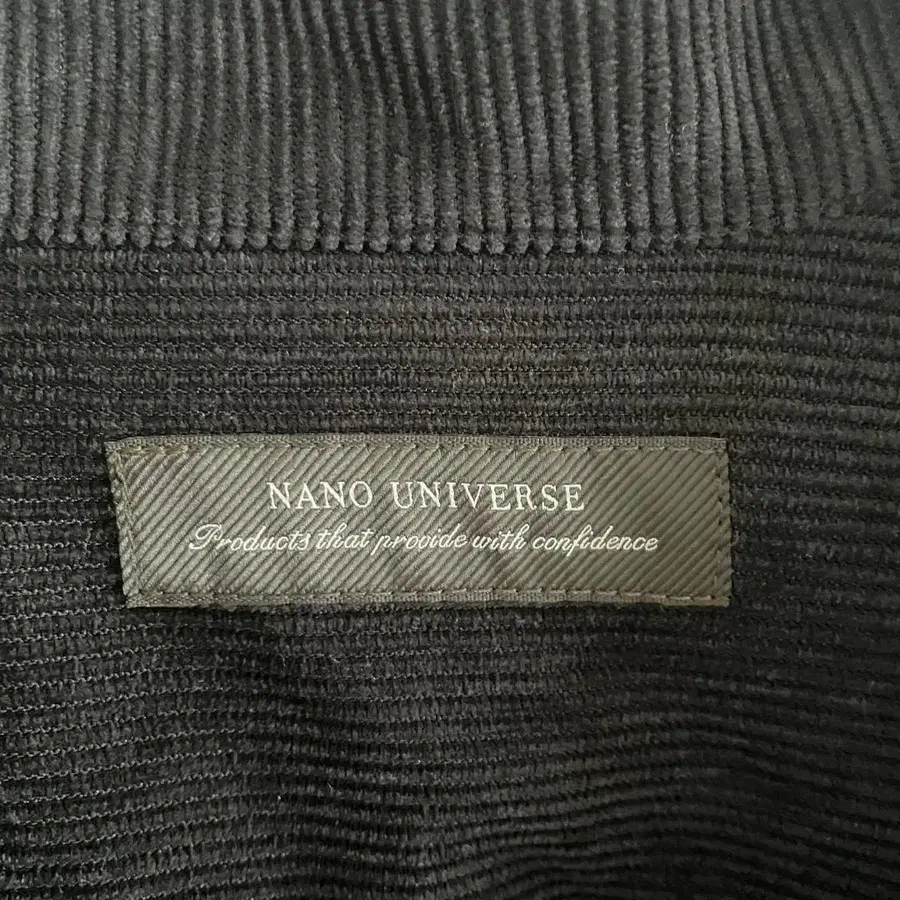 NANO UNIVERSE
Products that provide with confidence